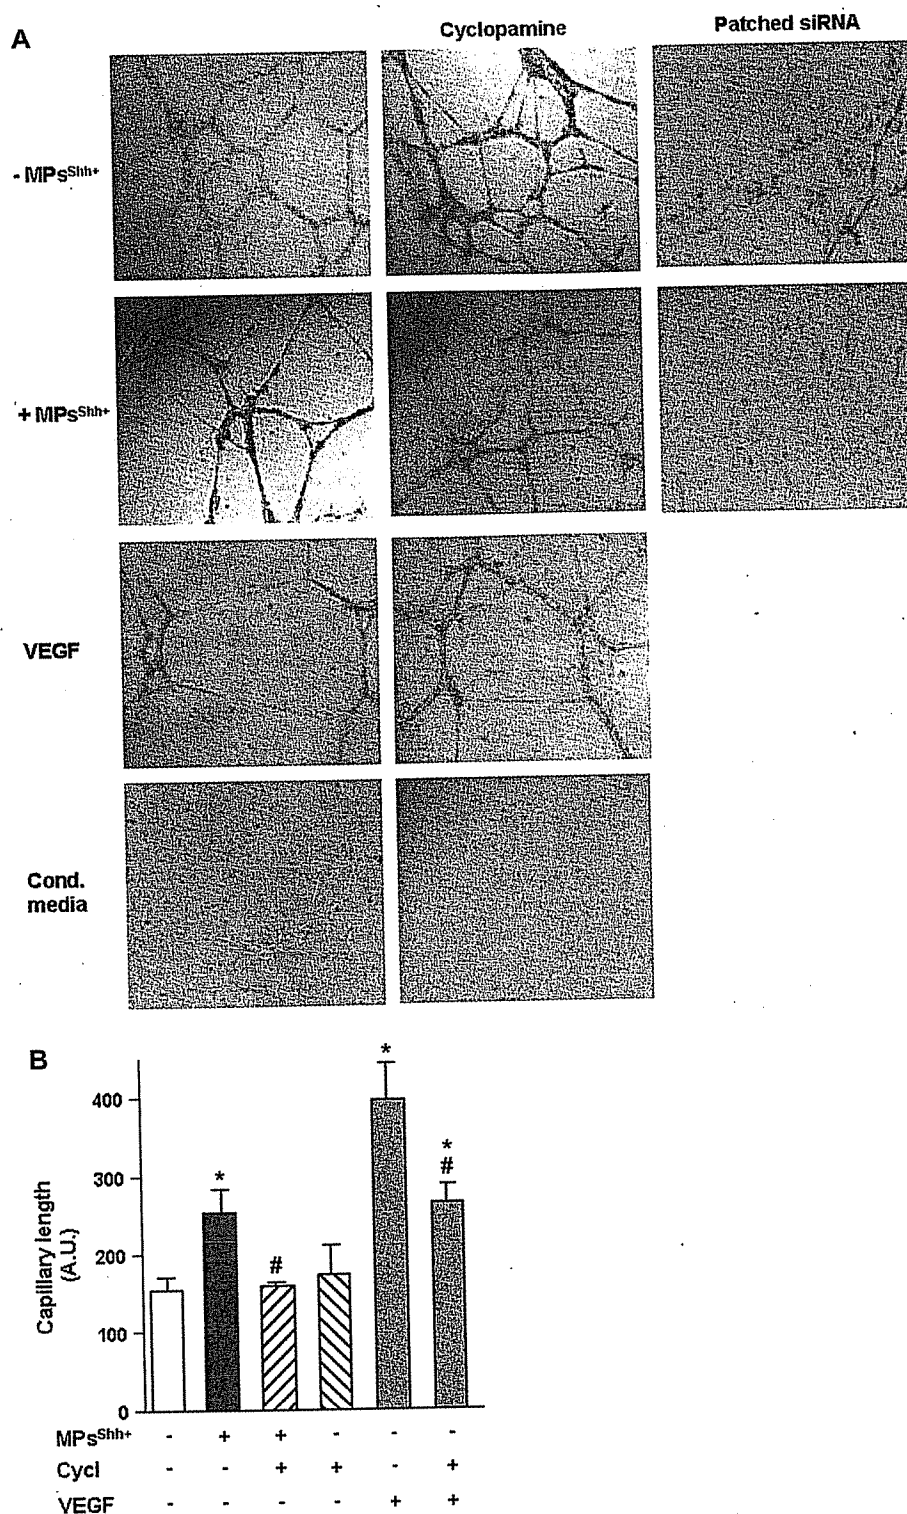 A
Cyclopamine
Patched siRNA
- MPsShh+
+ MPsShh+
VEGF
Cond.
media
B
Capillary length
(A.U.)
400
300
200
100
0
*
*
#
*
#
MPsShh+ - + + - - -
Cycl - - + + - +
VEGF - - - - + +